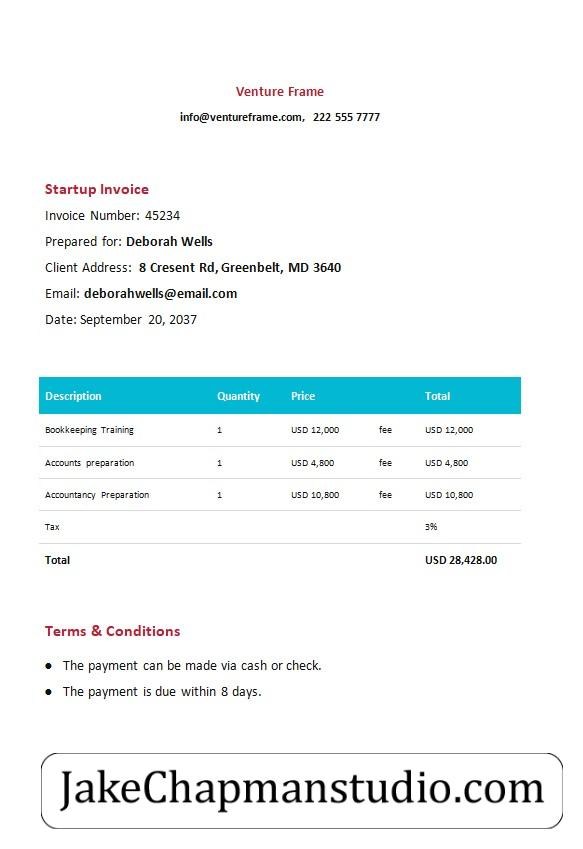 Venture Frame
info@ventureframe.com, 222 555 7777
Startup Invoice
Invoice Number: 45234
Prepared for: Deborah Wells
Client Address: 8 Cresent Rd, Greenbelt, MD 3640
Email: deborahwells@email.com
Date: September 20, 2037
Description Quantity Price Total
Bookkeeping Training 1 USD 12,000 fee USD 12,000
Accounts preparation 1 USD 4,800 fee USD 4,800
Accountancy Preparation 1 USD 10,800 fee USD 10,800
Tax 3%
Total USD 28,428.00
Terms & Conditions
● The payment can be made via cash or check.
● The payment is due within 8 days.
JakeChapmanstudio.com